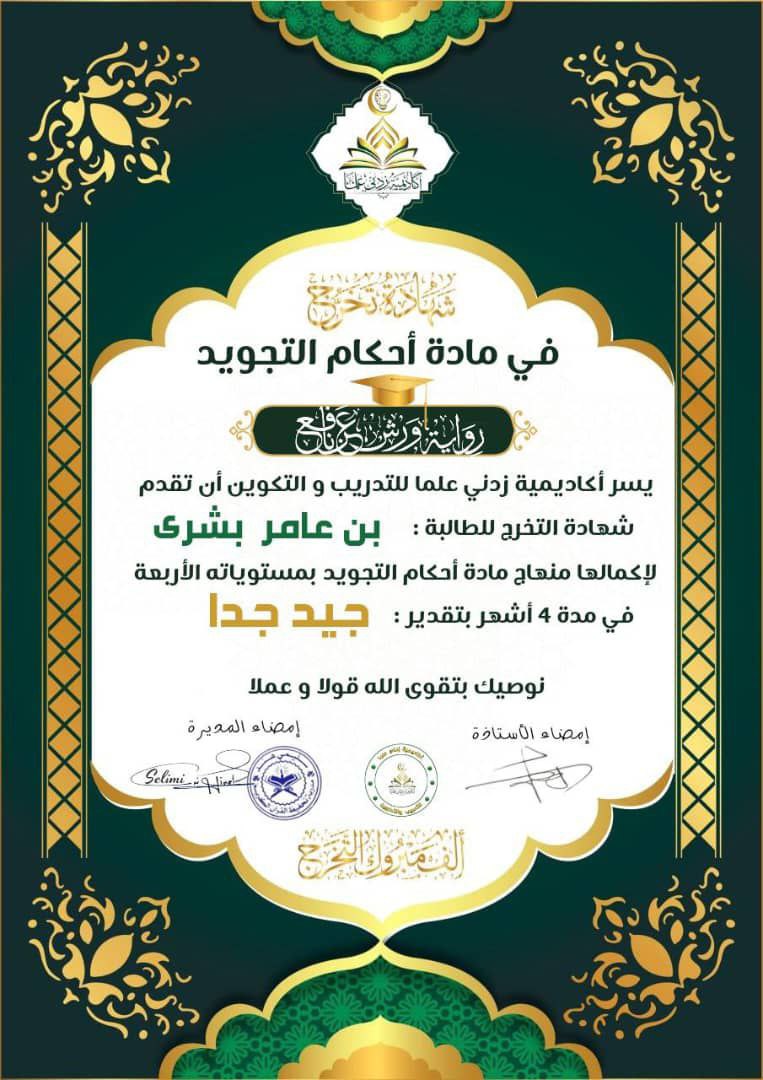 أكاديمية زدني علما
شهادة تخرج
في مادة أحكام التجويد
رواية ورش عن نافع
يسر أكاديمية زدني علما للتدريب و التكوين أن تقدم
شهادة التخرج للطالبة : بن عامر بشرى
لإكمالها منهاج مادة أحكام التجويد بمستوياته الأربعة
في مدة 4 أشهر بتقدير : جيد جدا
نوصيك بتقوى الله قولا و عملا
إمضاء الأستاذة
إمضاء المديرة
Selimi
ألف مبروك التخرج